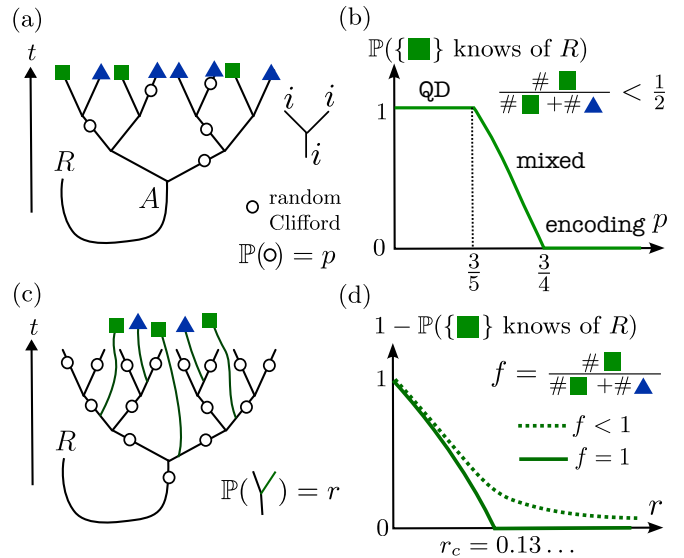 (a)
t
R
A
i i
i
random
Clifford
ℙ(○) = p
(b)
ℙ({■} knows of R)
1
QD
# ■ / # ■ +# ▲ < 1/2
mixed
encoding p
0
3/5
3/4
(c)
t
R
ℙ(Y) = r
(d)
1 − ℙ({■} knows of R)
1
f = # ■ / # ■ +# ▲
f < 1
f = 1
r
0
r_c = 0.13 . . .